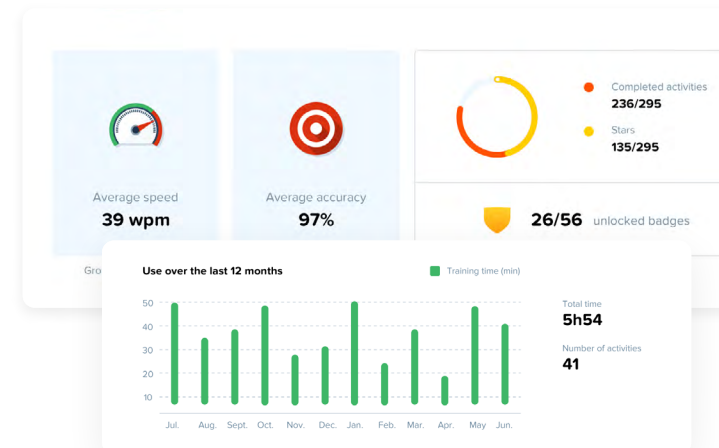 Completed activities
236/295
Stars
135/295
Average speed
39 wpm
Average accuracy
97%
26/56 unlocked badges
Gro
Use over the last 12 months
Training time (min)
50
40
30
20
10
Jul. Aug. Sept. Oct. Nov. Dec. Jan. Feb. Mar. Apr. May Jun.
Total time
5h54
Number of activities
41